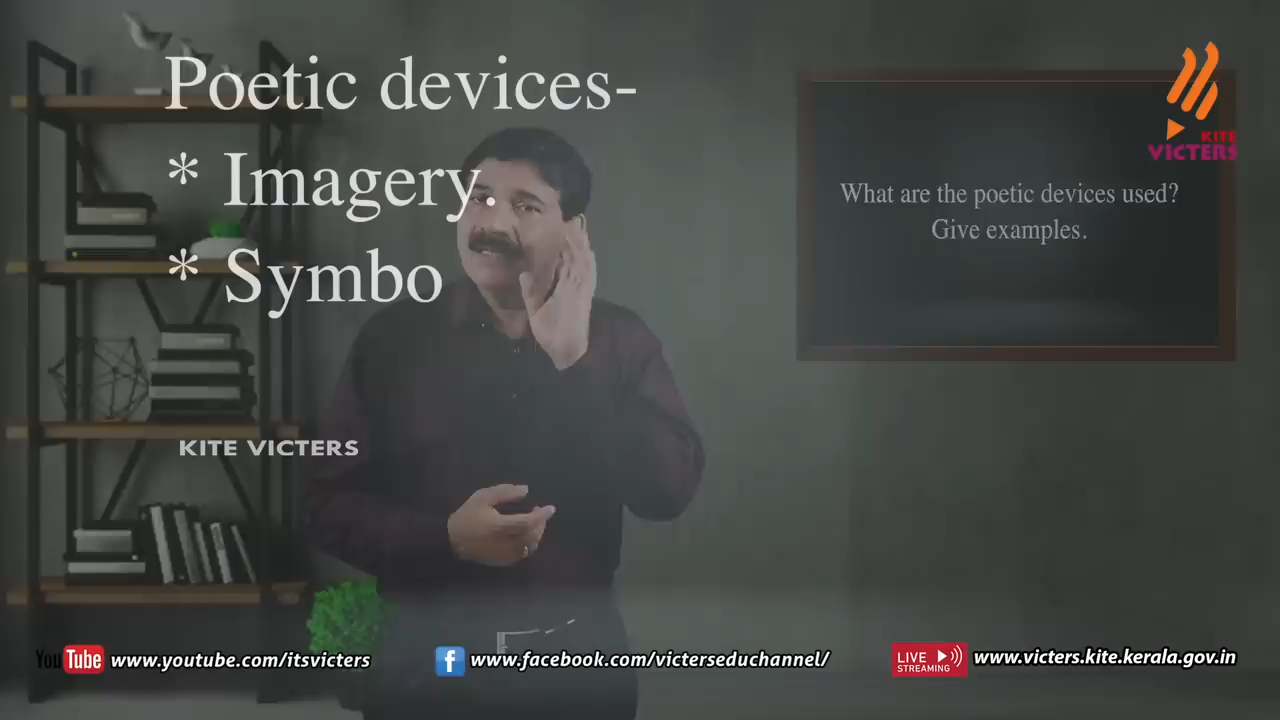 Poetic devices-
* Imagery.
* Symbo
KITE VICTERS
What are the poetic devices used?
Give examples.
KITE
VICTERS
YouTube www.youtube.com/itsvicters
f www.facebook.com/victerseduchannel/
LIVE STREAMING www.victers.kite.kerala.gov.in